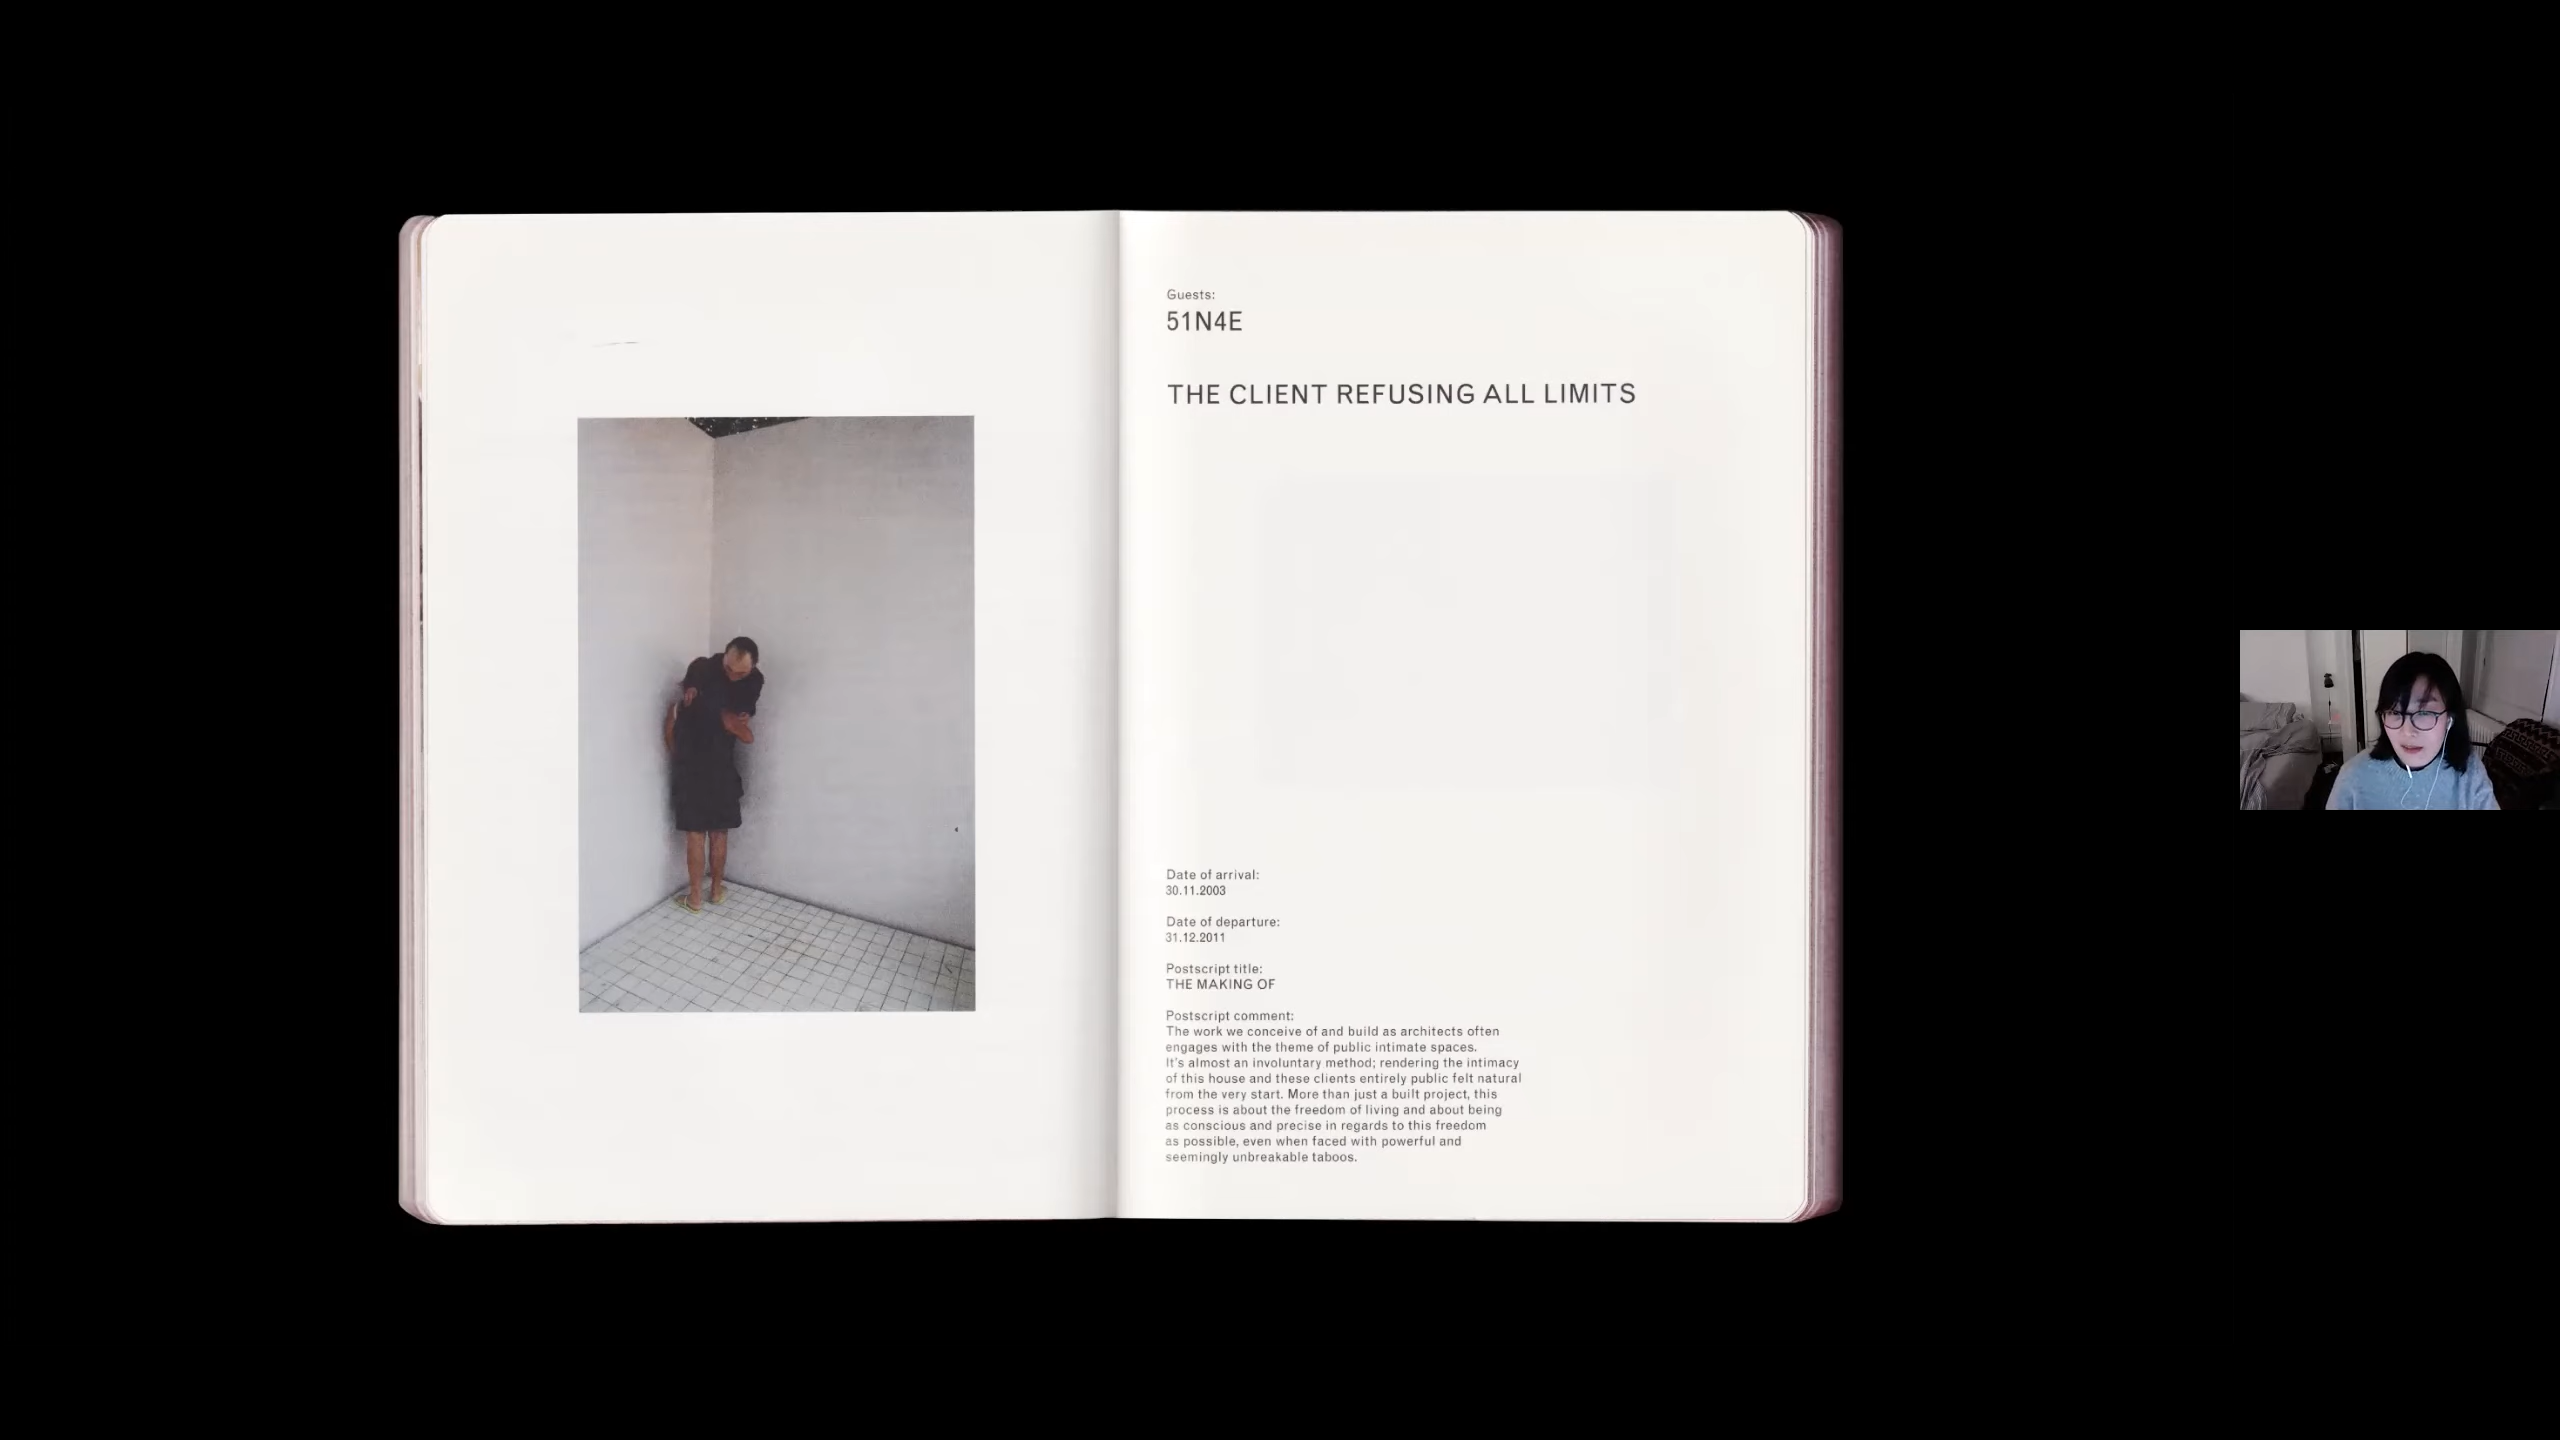 Guests:
51N4E
THE CLIENT REFUSING ALL LIMITS
Date of arrival:
30.11.2003
Date of departure:
31.12.2011
Postscript title:
THE MAKING OF
Postscript comment:
The work we conceive of and build as architects often
engages with the theme of public intimate spaces.
It's almost an involuntary method; rendering the intimacy
of this house and these clients entirely public felt natural
from the very start. More than just a built project, this
process is about the freedom of living and about being
as conscious and precise in regards to this freedom
as possible, even when faced with powerful and
seemingly unbreakable taboos.